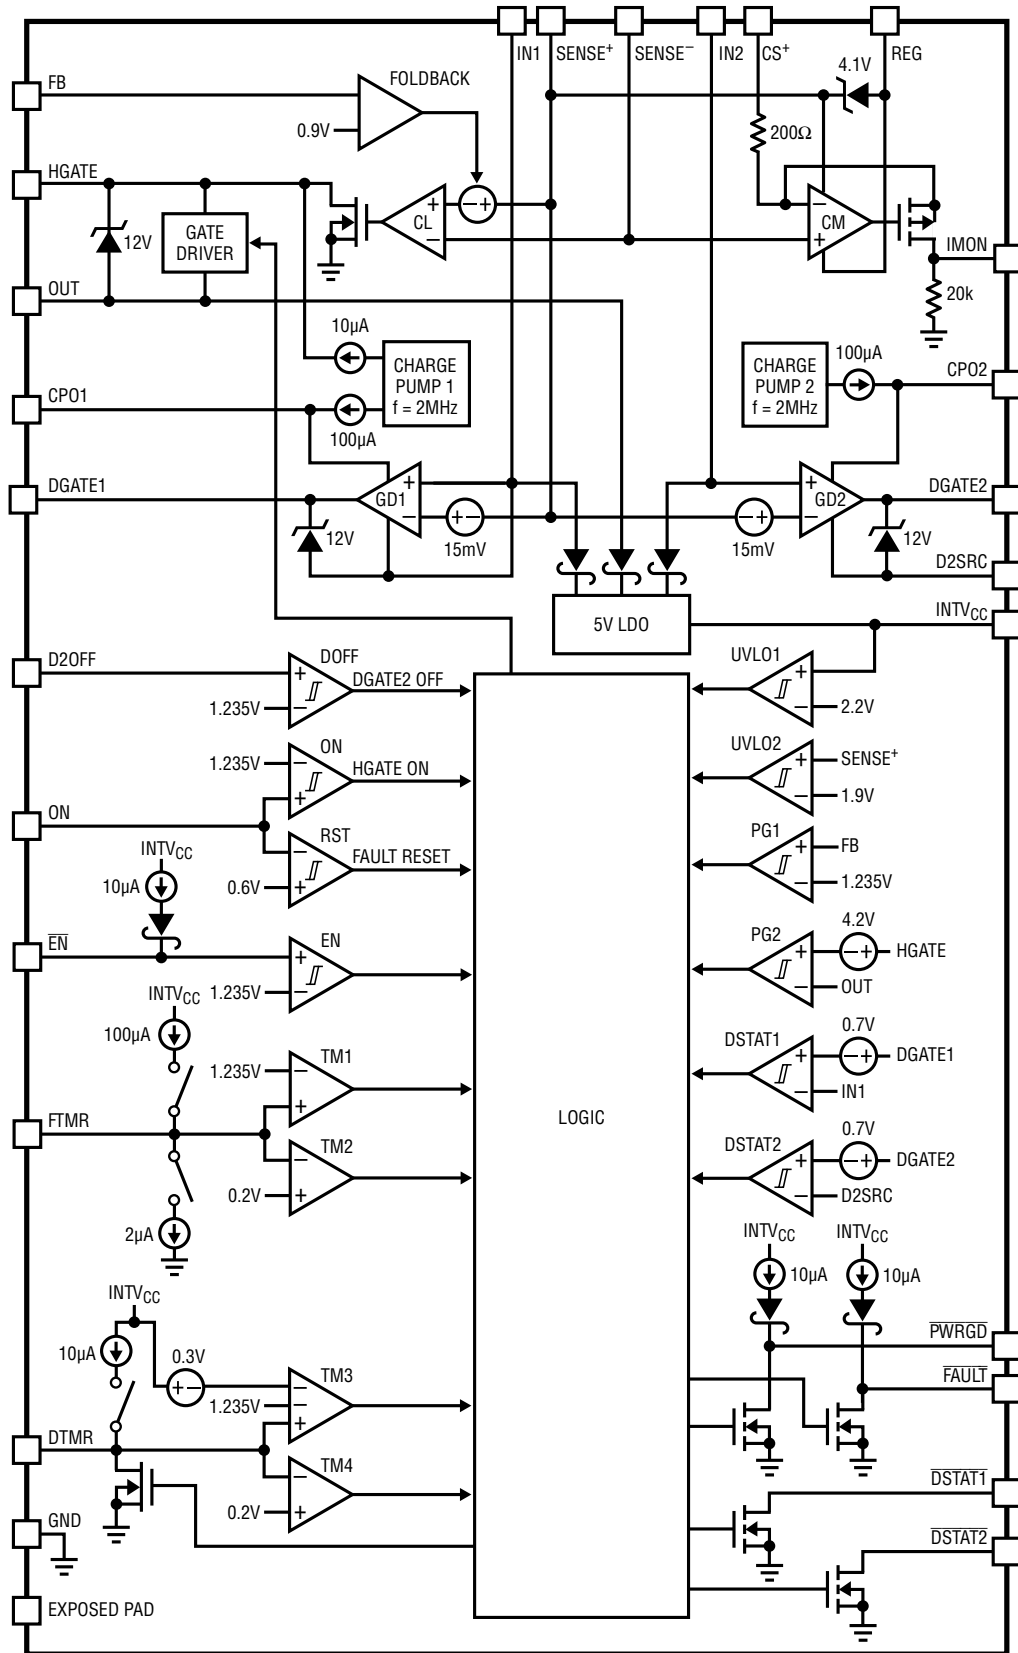 IN1 SENSE+ SENSE− IN2 CS+ REG
FB
FOLDBACK
4.1V
0.9V
200Ω
HGATE
GATE
DRIVER
12V
− +
+
−
CL
−
+
CM
IMON
20k
OUT
10µA
CHARGE
PUMP 1
f = 2MHz
100µA
CHARGE
PUMP 2
f = 2MHz
100µA
CPO1
CPO2
DGATE1
GD1
+
−
+ −
15mV
12V
− +
15mV
+
−
GD2
DGATE2
12V
D2SRC
5V LDO
INTVCC
D2OFF
DOFF
+
−
1.235V
DGATE2 OFF
UVLO1
+
−
2.2V
ON
1.235V
−
+
HGATE ON
UVLO2
+
−
SENSE+
1.9V
ON
RST
−
+
0.6V
FAULT RESET
PG1
+
−
FB
1.235V
INTVCC
10µA
EN
EN
+
−
1.235V
PG2
+
−
4.2V
− +
HGATE
OUT
INTVCC
100µA
TM1
1.235V
−
+
DSTAT1
+
−
0.7V
− +
DGATE1
IN1
LOGIC
FTMR
TM2
−
+
0.2V
2µA
DSTAT2
+
−
0.7V
− +
DGATE2
D2SRC
INTVCC
10µA
INTVCC
10µA
PWRGD
FAULT
INTVCC
10µA
0.3V
+ −
1.235V
TM3
−
−
+
DTMR
TM4
−
+
0.2V
DSTAT1
DSTAT2
GND
EXPOSED PAD